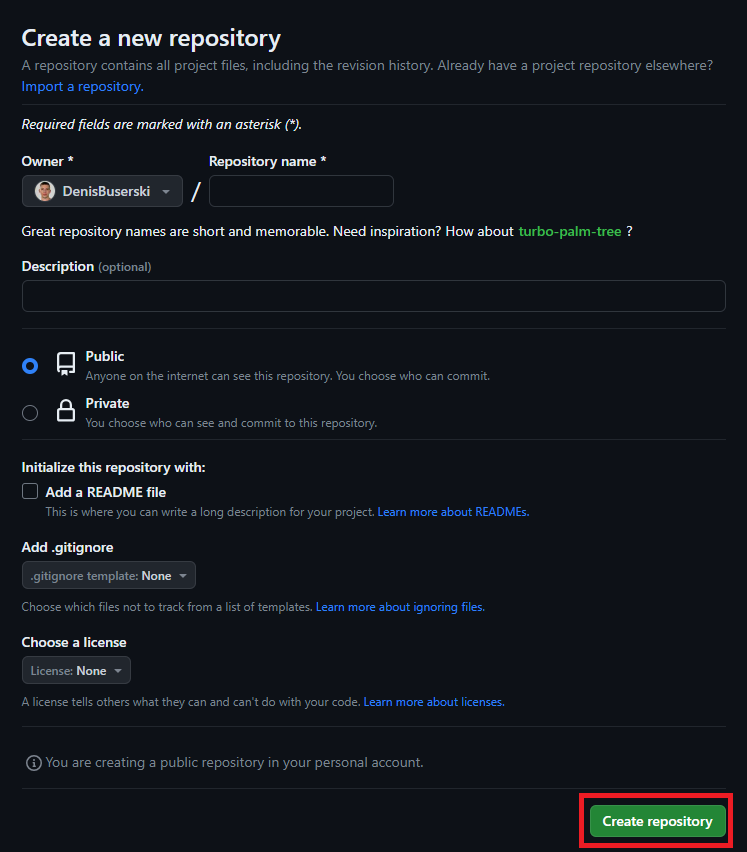 Create a new repository
A repository contains all project files, including the revision history. Already have a project repository elsewhere?
Import a repository.
Required fields are marked with an asterisk (*).
Owner * Repository name *
DenisBuserski /
Great repository names are short and memorable. Need inspiration? How about turbo-palm-tree ?
Description (optional)
Public
Anyone on the internet can see this repository. You choose who can commit.
Private
You choose who can see and commit to this repository.
Initialize this repository with:
Add a README file
This is where you can write a long description for your project. Learn more about READMEs.
Add .gitignore
.gitignore template: None
Choose which files not to track from a list of templates. Learn more about ignoring files.
Choose a license
License: None
A license tells others what they can and can't do with your code. Learn more about licenses.
You are creating a public repository in your personal account.
Create repository